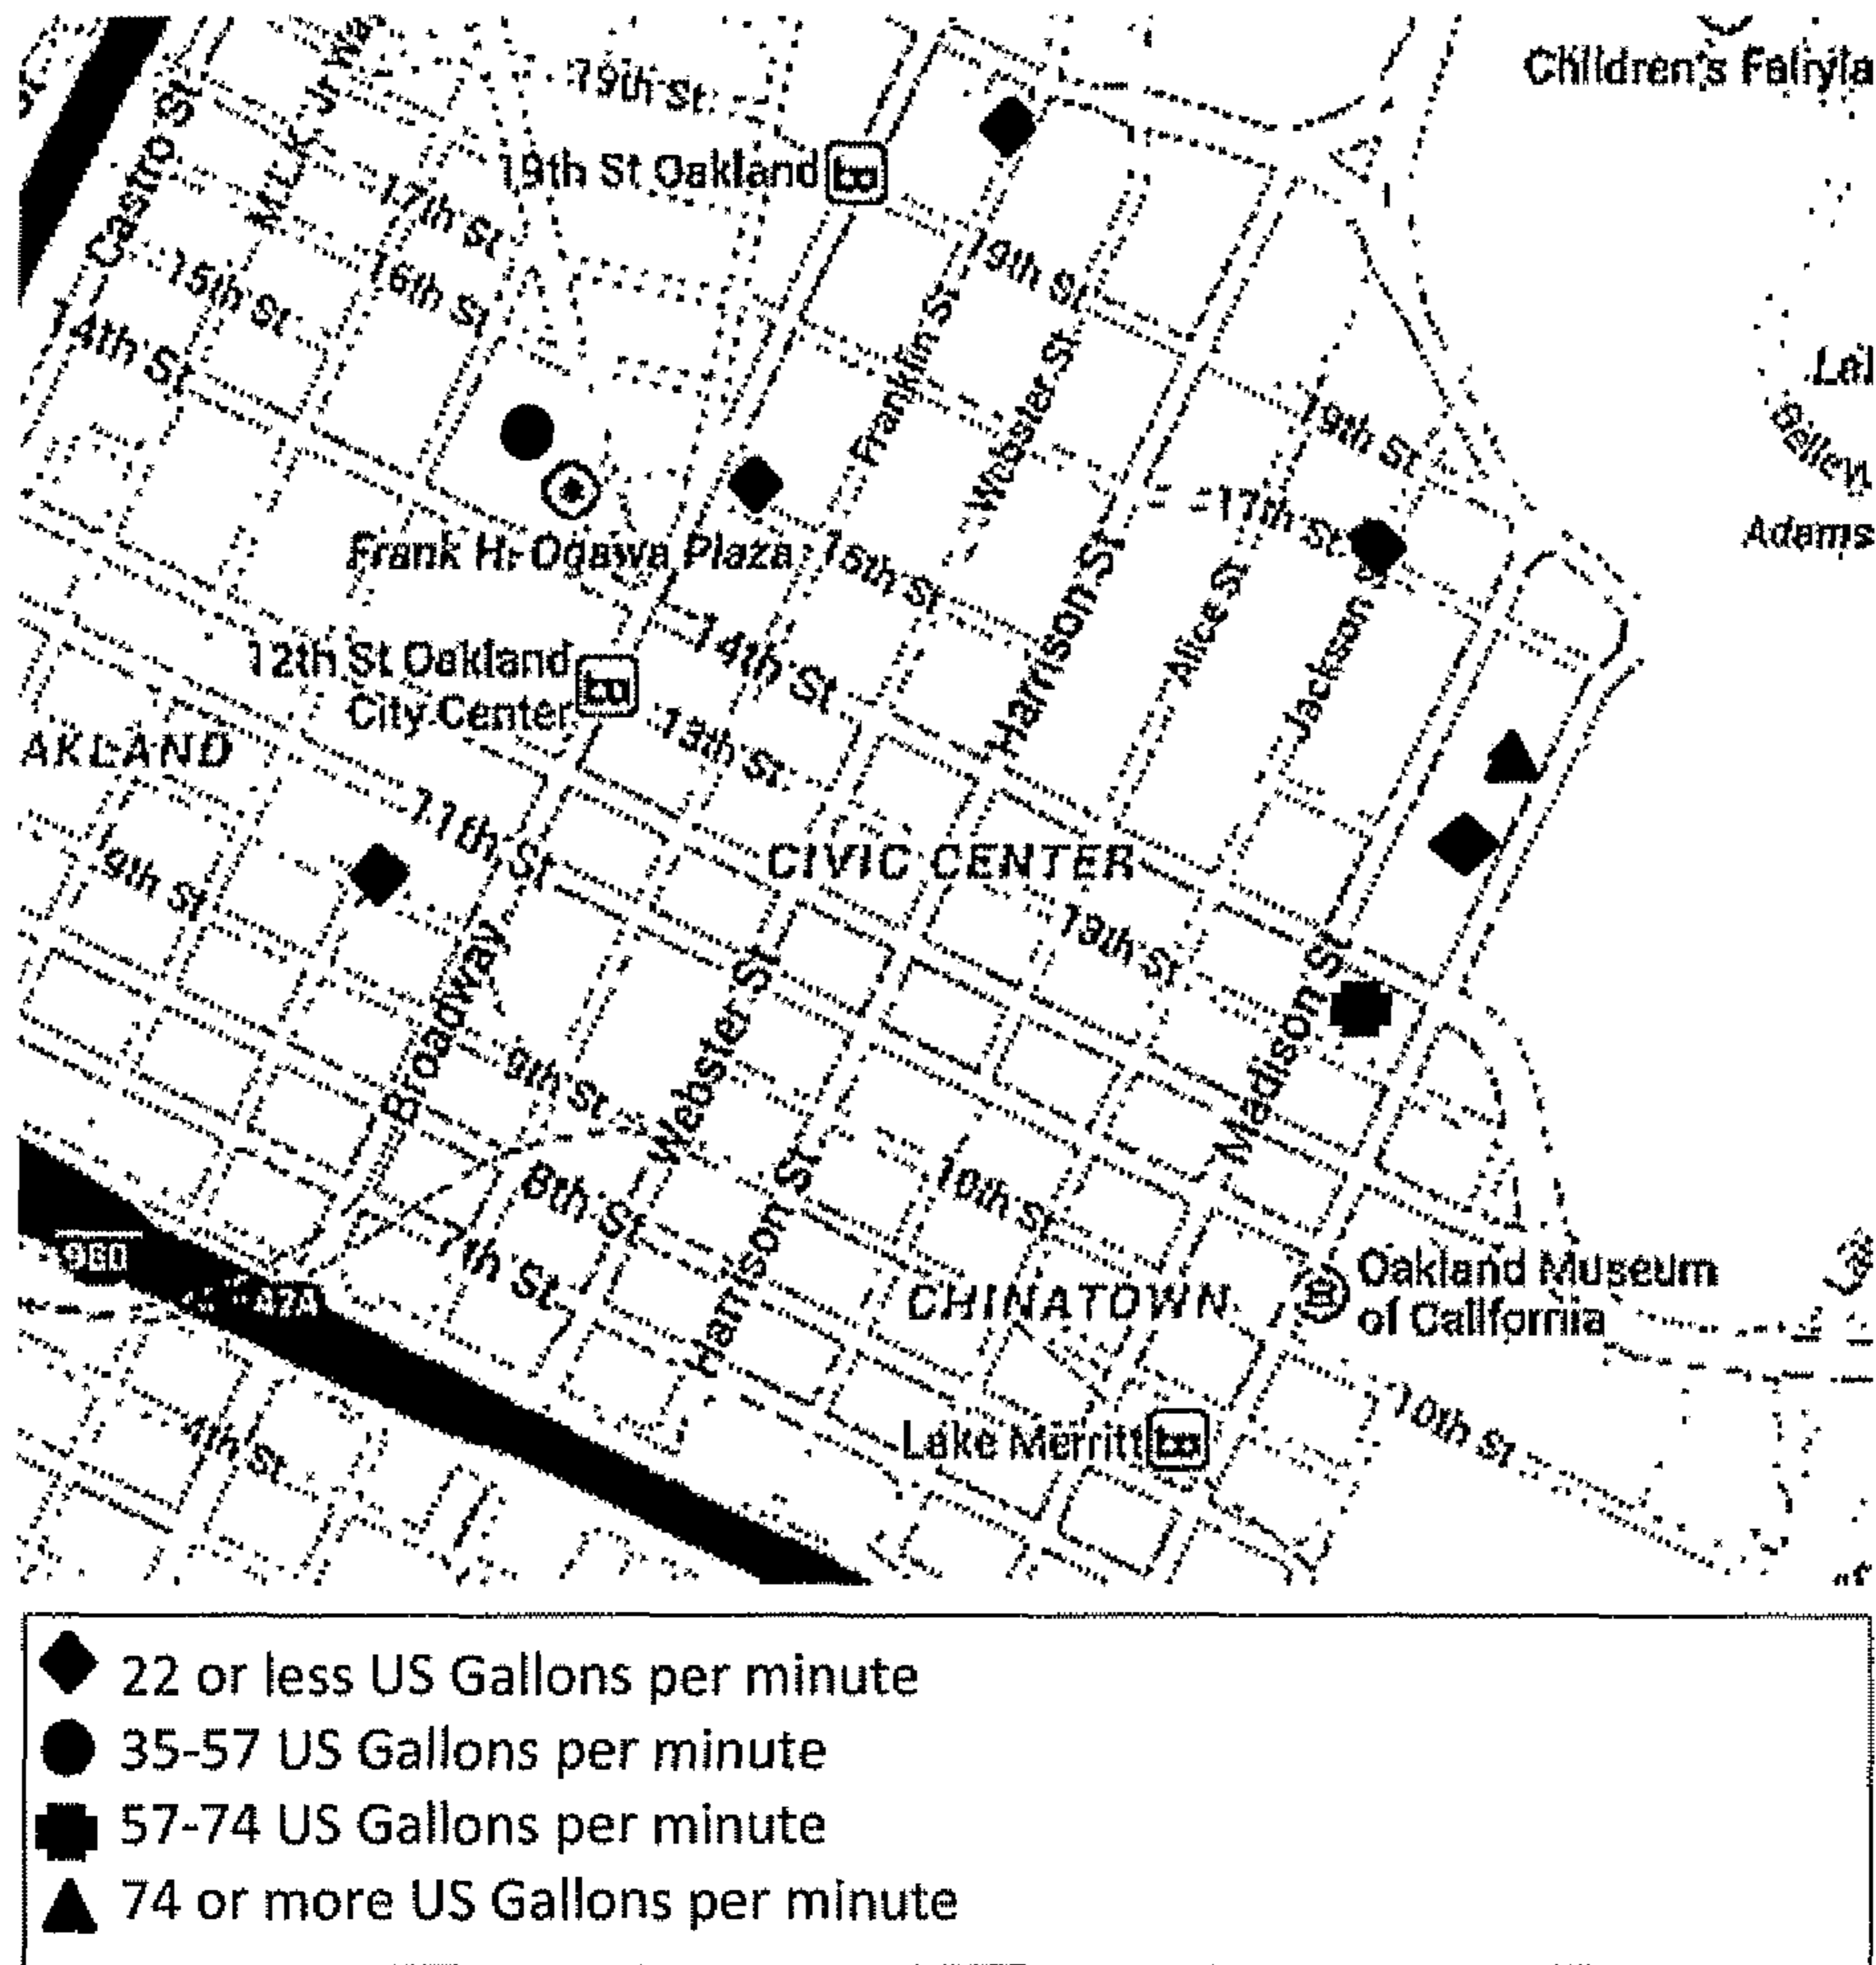 Children's Fairyla
19th St
Castro St
M.L.K. Jr Wa
19th St Oakland
17th St
19th St
15th St
16th St
14th St
Franklin St
Webster St
19th St
Bellev
17th St
Adams
Frank H. Ogawa Plaza
15th St
Harrison St
Alice St
Jackson S
12th St Oakland
City Center
14th St
13th St
AKLAND
11th St
CIVIC CENTER
9th St
13th St
Broadway
Webster St
Madison St
9th St
8th St
10th St
7th St
Harrison St
980
CHINATOWN
Oakland Museum
of California
4th St
Lake Merritt
10th St
22 or less US Gallons per minute
35-57 US Gallons per minute
57-74 US Gallons per minute
74 or more US Gallons per minute